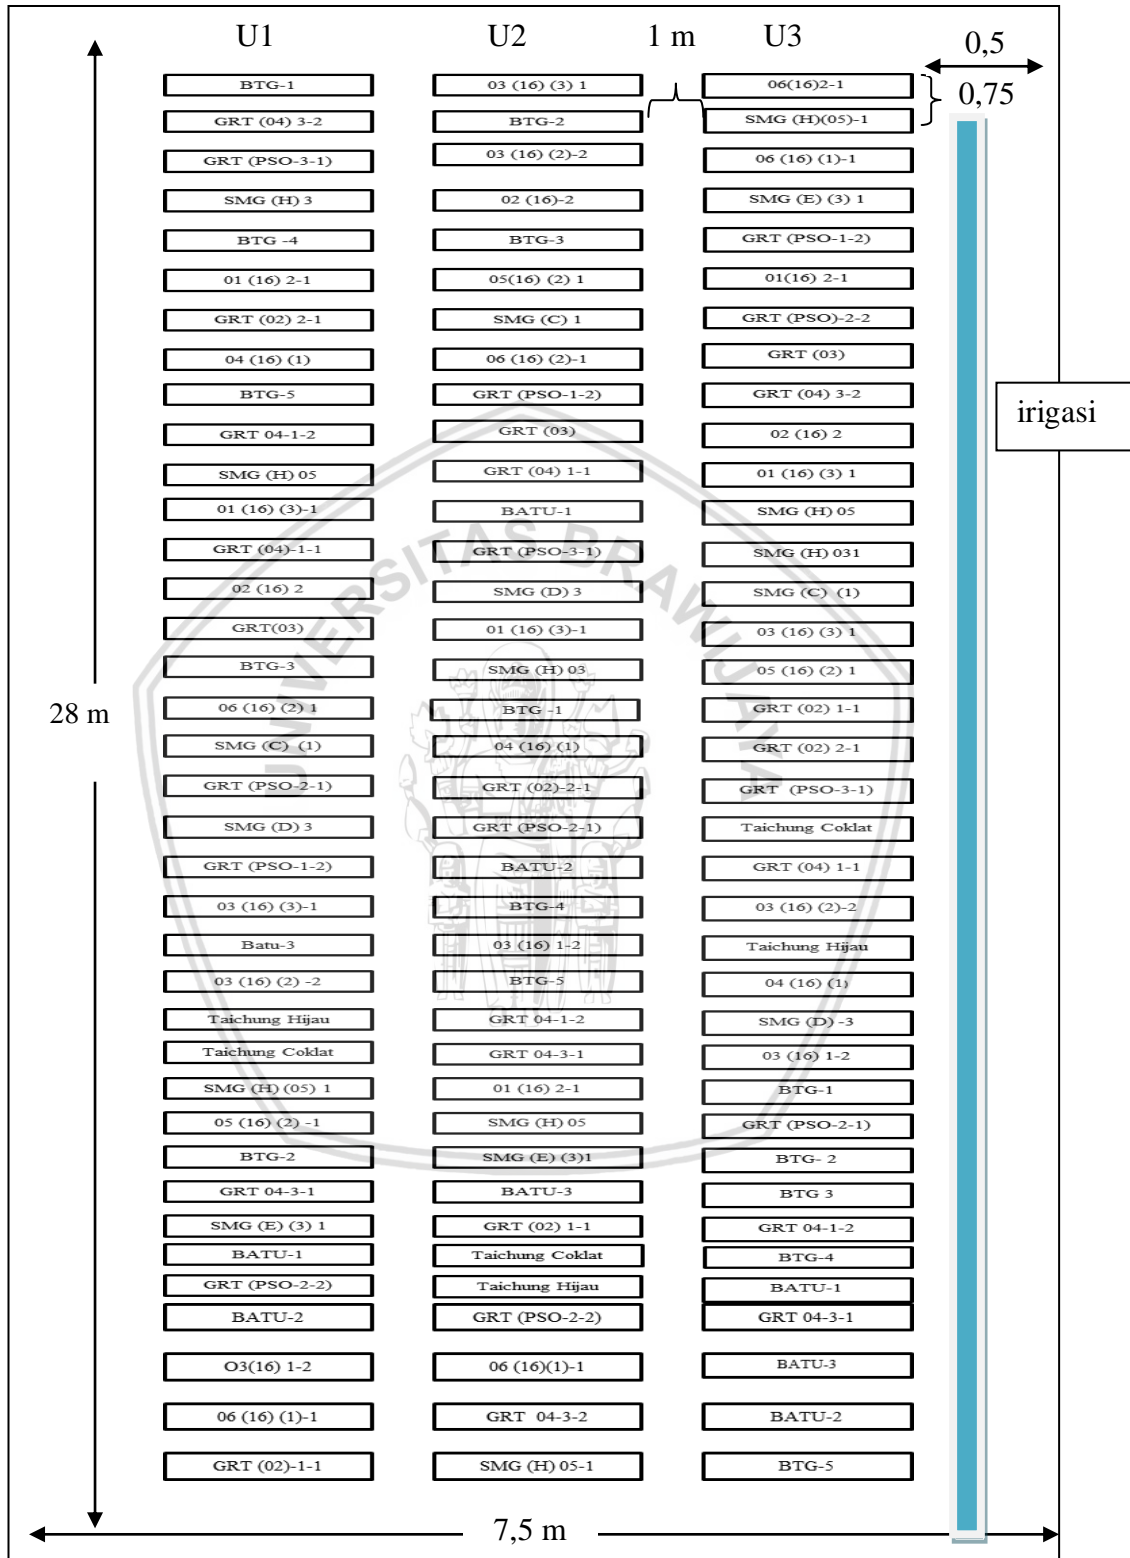 U1 U2 1 m U3 0,5
BTG-1 03 (16) (3) 1 06(16)2-1 0,75
GRT (04) 3-2 BTG-2 SMG (H)(05)-1
GRT (PSO-3-1) 03 (16) (2)-2 06 (16) (1)-1
SMG (H) 3 02 (16)-2 SMG (E) (3) 1
BTG -4 BTG-3 GRT (PSO-1-2)
01 (16) 2-1 05(16) (2) 1 01(16) 2-1
GRT (02) 2-1 SMG (C) 1 GRT (PSO)-2-2
04 (16) (1) 06 (16) (2)-1 GRT (03)
BTG-5 GRT (PSO-1-2) GRT (04) 3-2
irigasi
GRT 04-1-2 GRT (03) 02 (16) 2
SMG (H) 05 GRT (04) 1-1 01 (16) (3) 1
01 (16) (3)-1 BATU-1 SMG (H) 05
GRT (04)-1-1 GRT (PSO-3-1) SMG (H) 031
02 (16) 2 SMG (D) 3 SMG (C) (1)
GRT(03) 01 (16) (3)-1 03 (16) (3) 1
BTG-3 SMG (H) 03 05 (16) (2) 1
28 m 06 (16) (2) 1 BTG -1 GRT (02) 1-1
SMG (C) (1) 04 (16) (1) GRT (02) 2-1
GRT (PSO-2-1) GRT (02)-2-1 GRT (PSO-3-1)
SMG (D) 3 GRT (PSO-2-1) Taichung Coklat
GRT (PSO-1-2) BATU-2 GRT (04) 1-1
03 (16) (3)-1 BTG-4 03 (16) (2)-2
Batu-3 03 (16) 1-2 Taichung Hijau
03 (16) (2) -2 BTG-5 04 (16) (1)
Taichung Hijau GRT 04-1-2 SMG (D) -3
Taichung Coklat GRT 04-3-1 03 (16) 1-2
SMG (H) (05) 1 01 (16) 2-1 BTG-1
05 (16) (2) -1 SMG (H) 05 GRT (PSO-2-1)
BTG-2 SMG (E) (3)1 BTG- 2
GRT 04-3-1 BATU-3 BTG 3
SMG (E) (3) 1 GRT (02) 1-1 GRT 04-1-2
BATU-1 Taichung Coklat BTG-4
GRT (PSO-2-2) Taichung Hijau BATU-1
BATU-2 GRT (PSO-2-2) GRT 04-3-1
O3(16) 1-2 06 (16)(1)-1 BATU-3
06 (16) (1)-1 GRT 04-3-2 BATU-2
GRT (02)-1-1 SMG (H) 05-1 BTG-5
7,5 m
UNIVERSITAS BRAWIJAYA